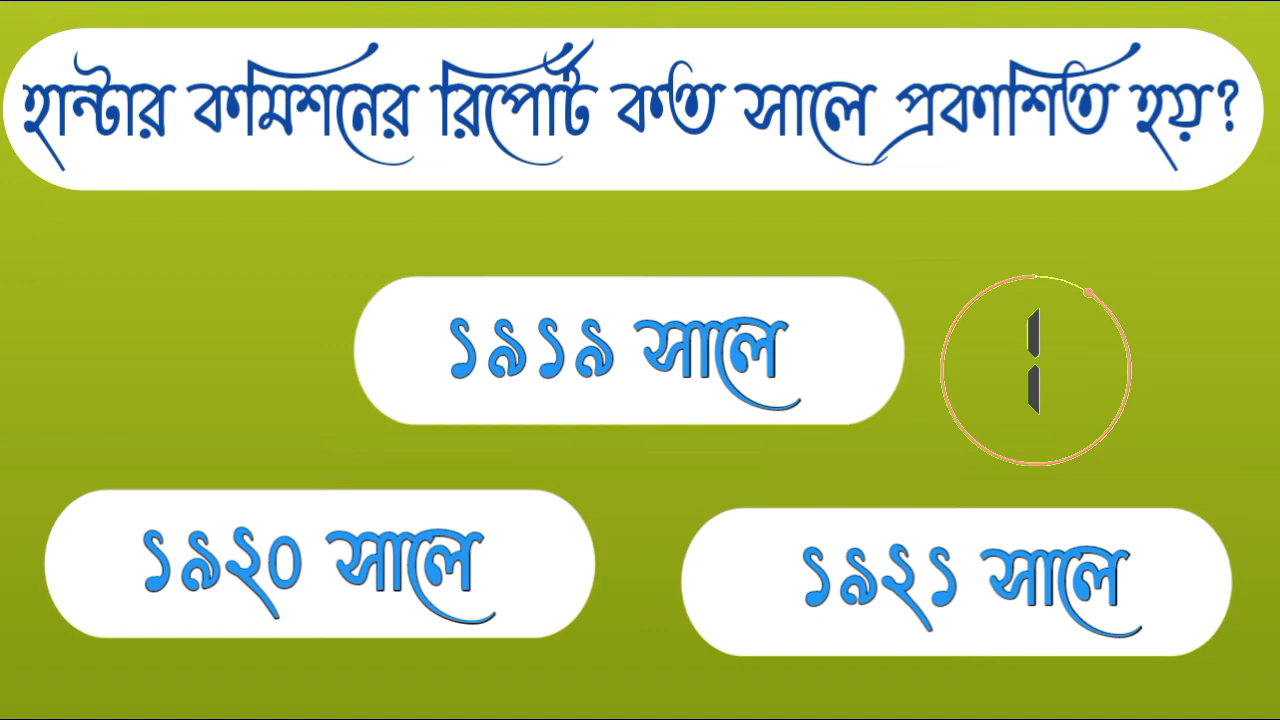 হান্টার কমিশনের রিপোর্ট কত সালে প্রকাশিত হয়?
১৯১৯ সালে
1
১৯২০ সালে
১৯২১ সালে